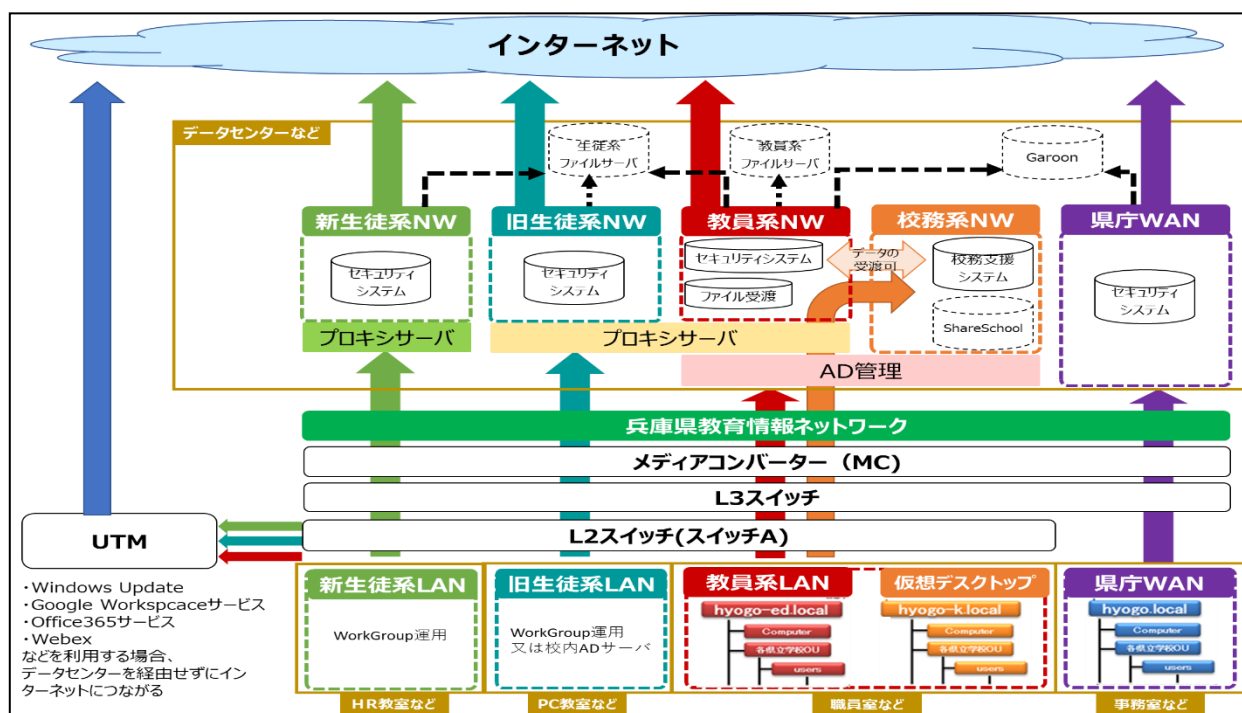 インターネット
データセンターなど
生徒系
ファイルサーバ
教員系
ファイルサーバ
Garoon
新生徒系NW
旧生徒系NW
教員系NW
校務系NW
県庁WAN
セキュリティ
システム
セキュリティ
システム
セキュリティシステム
ファイル受渡
データの
受渡可
校務支援
システム
ShareSchool
セキュリティ
システム
プロキシサーバ
プロキシサーバ
AD管理
兵庫県教育情報ネットワーク
メディアコンバーター（MC)
L3スイッチ
L2スイッチ(スイッチA)
UTM
・Windows Update
・Google Workspcaceサービス
・Office365サービス
・Webex
などを利用する場合、
データセンターを経由せずにイン
ターネットにつながる
新生徒系LAN
WorkGroup運用
HR教室など
旧生徒系LAN
WorkGroup運用
又は校内ADサーバ
PC教室など
教員系LAN
hyogo-ed.local
Computer
各県立学校OU
users
仮想デスクトップ
hyogo-k.local
Computer
各県立学校OU
users
職員室など
県庁WAN
hyogo.local
Computer
各県立学校OU
users
事務室など